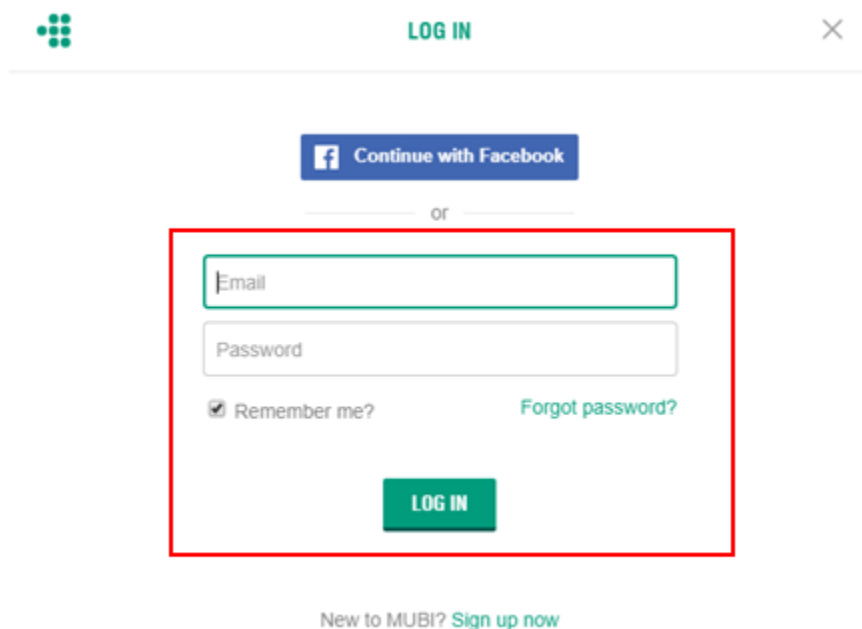 LOG IN
Continue with Facebook
or
Email
Password
Remember me?
Forgot password?
LOG IN
New to MUBI? Sign up now